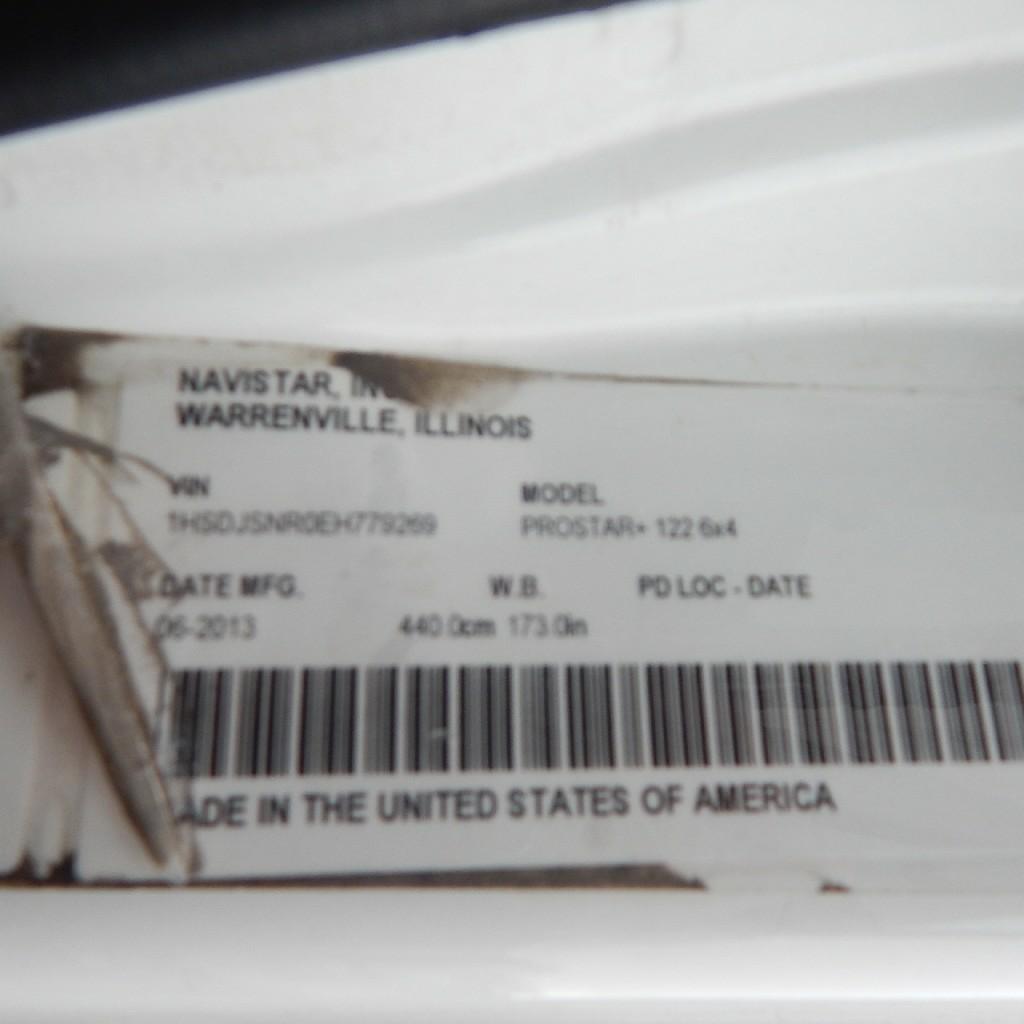 NAVISTAR, INC
WARRENVILLE, ILLINOIS
VIN MODEL
1HSDJSNR0EH779269 PROSTAR+ 122 6x4
DATE MFG. W.B. PD LOC - DATE
06-2013 440.0cm 173.0in
ADE IN THE UNITED STATES OF AMERICA